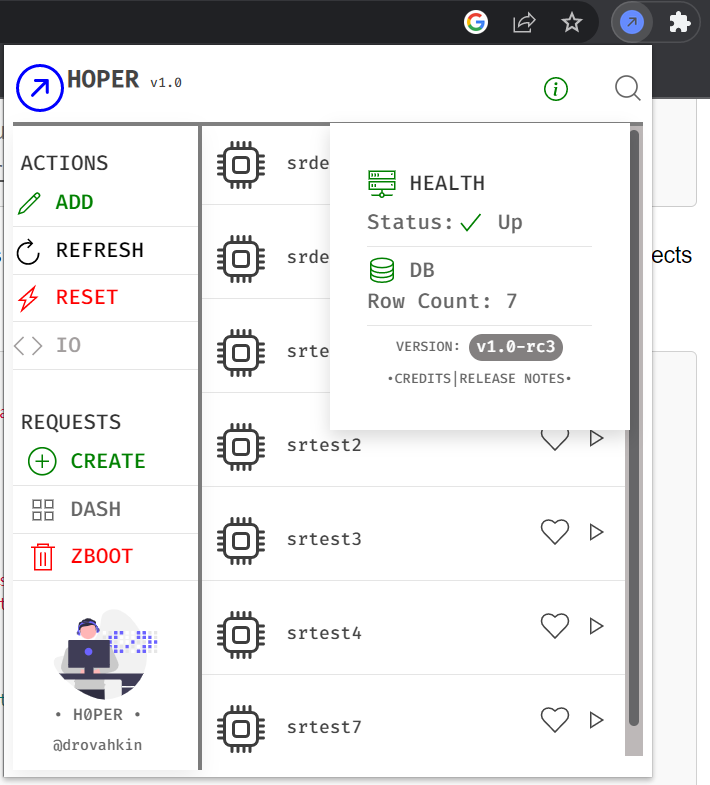 HOPER v1.0
ACTIONS
ADD
REFRESH
RESET
IO
REQUESTS
CREATE
DASH
ZBOOT
• H0PER •
@drovahkin
srde
srde
srte
srtest2
srtest3
srtest4
srtest7
HEALTH
Status: Up
DB
Row Count: 7
VERSION: v1.0-rc3
•CREDITS|RELEASE NOTES•
ects